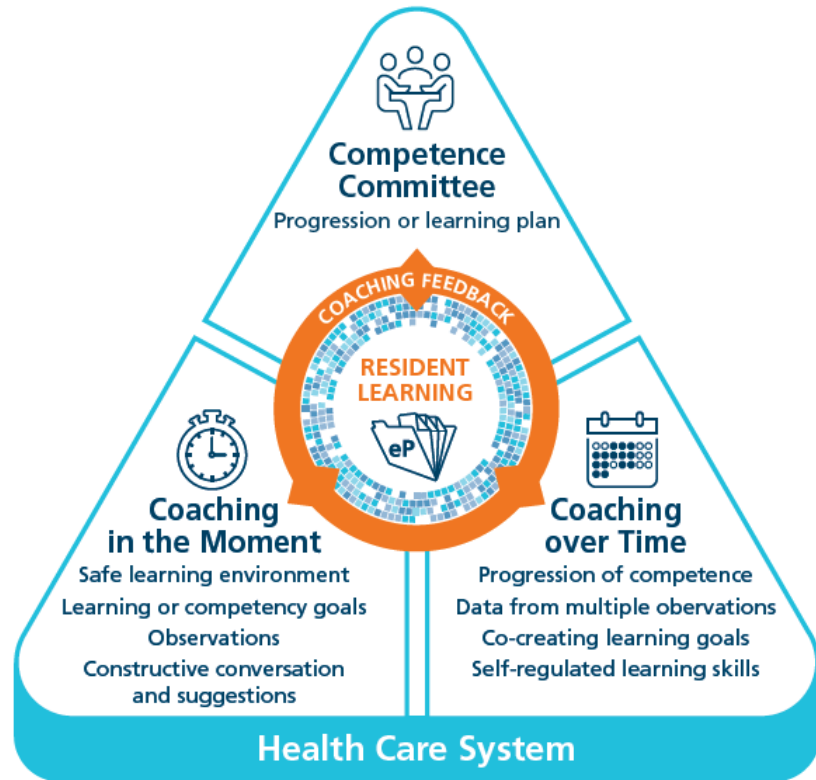 Competence
Committee
Progression or learning plan
COACHING FEEDBACK
RESIDENT
LEARNING
eP
Coaching
in the Moment
Safe learning environment
Learning or competency goals
Observations
Constructive conversation
and suggestions
Coaching
over Time
Progression of competence
Data from multiple obervations
Co-creating learning goals
Self-regulated learning skills
Health Care System